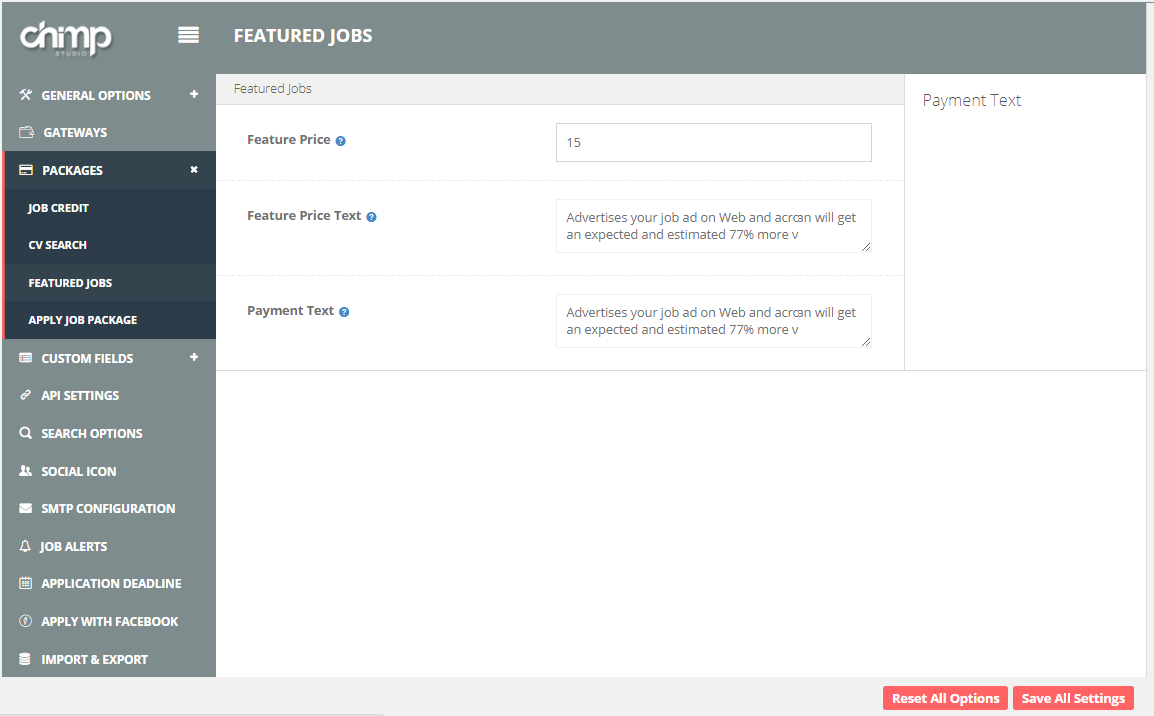 chimp
STUDIO
FEATURED JOBS
GENERAL OPTIONS
GATEWAYS
PACKAGES
JOB CREDIT
CV SEARCH
FEATURED JOBS
APPLY JOB PACKAGE
CUSTOM FIELDS
API SETTINGS
SEARCH OPTIONS
SOCIAL ICON
SMTP CONFIGURATION
JOB ALERTS
APPLICATION DEADLINE
APPLY WITH FACEBOOK
IMPORT & EXPORT
Featured Jobs
Feature Price ?
15
Feature Price Text ?
Advertises your job ad on Web and acrœan will get
an expected and estimated 77% more v
Payment Text ?
Advertises your job ad on Web and acrœan will get
an expected and estimated 77% more v
Payment Text
Reset All Options
Save All Settings